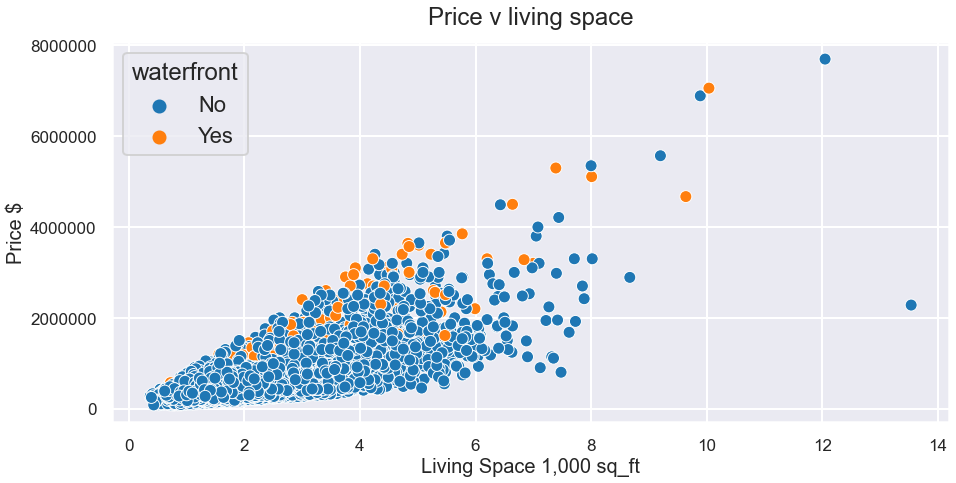 Price v living space
8000000
6000000
4000000
2000000
0
Price $
waterfront
No
Yes
0 2 4 6 8 10 12 14
Living Space 1,000 sq_ft